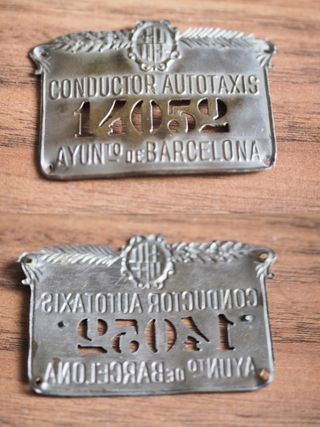 CONDUCTOR AUTOTAXIS
14052
AYUNTO DE BARCELONA
CONDUCTOR AUTOTAXIS
14052
AYUNTO DE BARCELONA